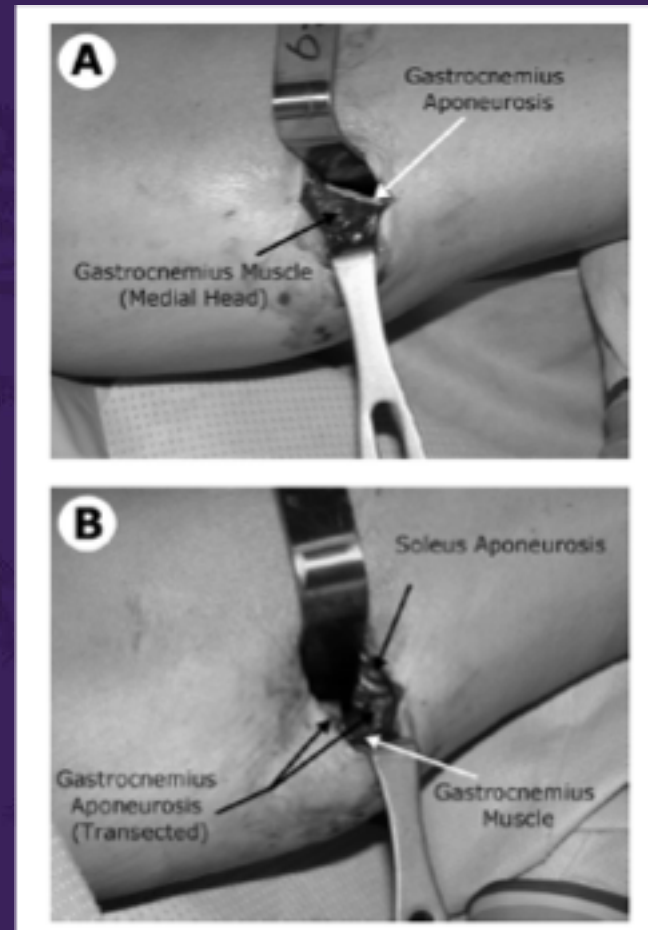 A
Gastrocnemius
Aponeurosis
Gastrocnemius Muscle
(Medial Head)
B
Soleus Aponeurosis
Gastrocnemius
Aponeurosis
(Transected)
Gastrocnemius
Muscle